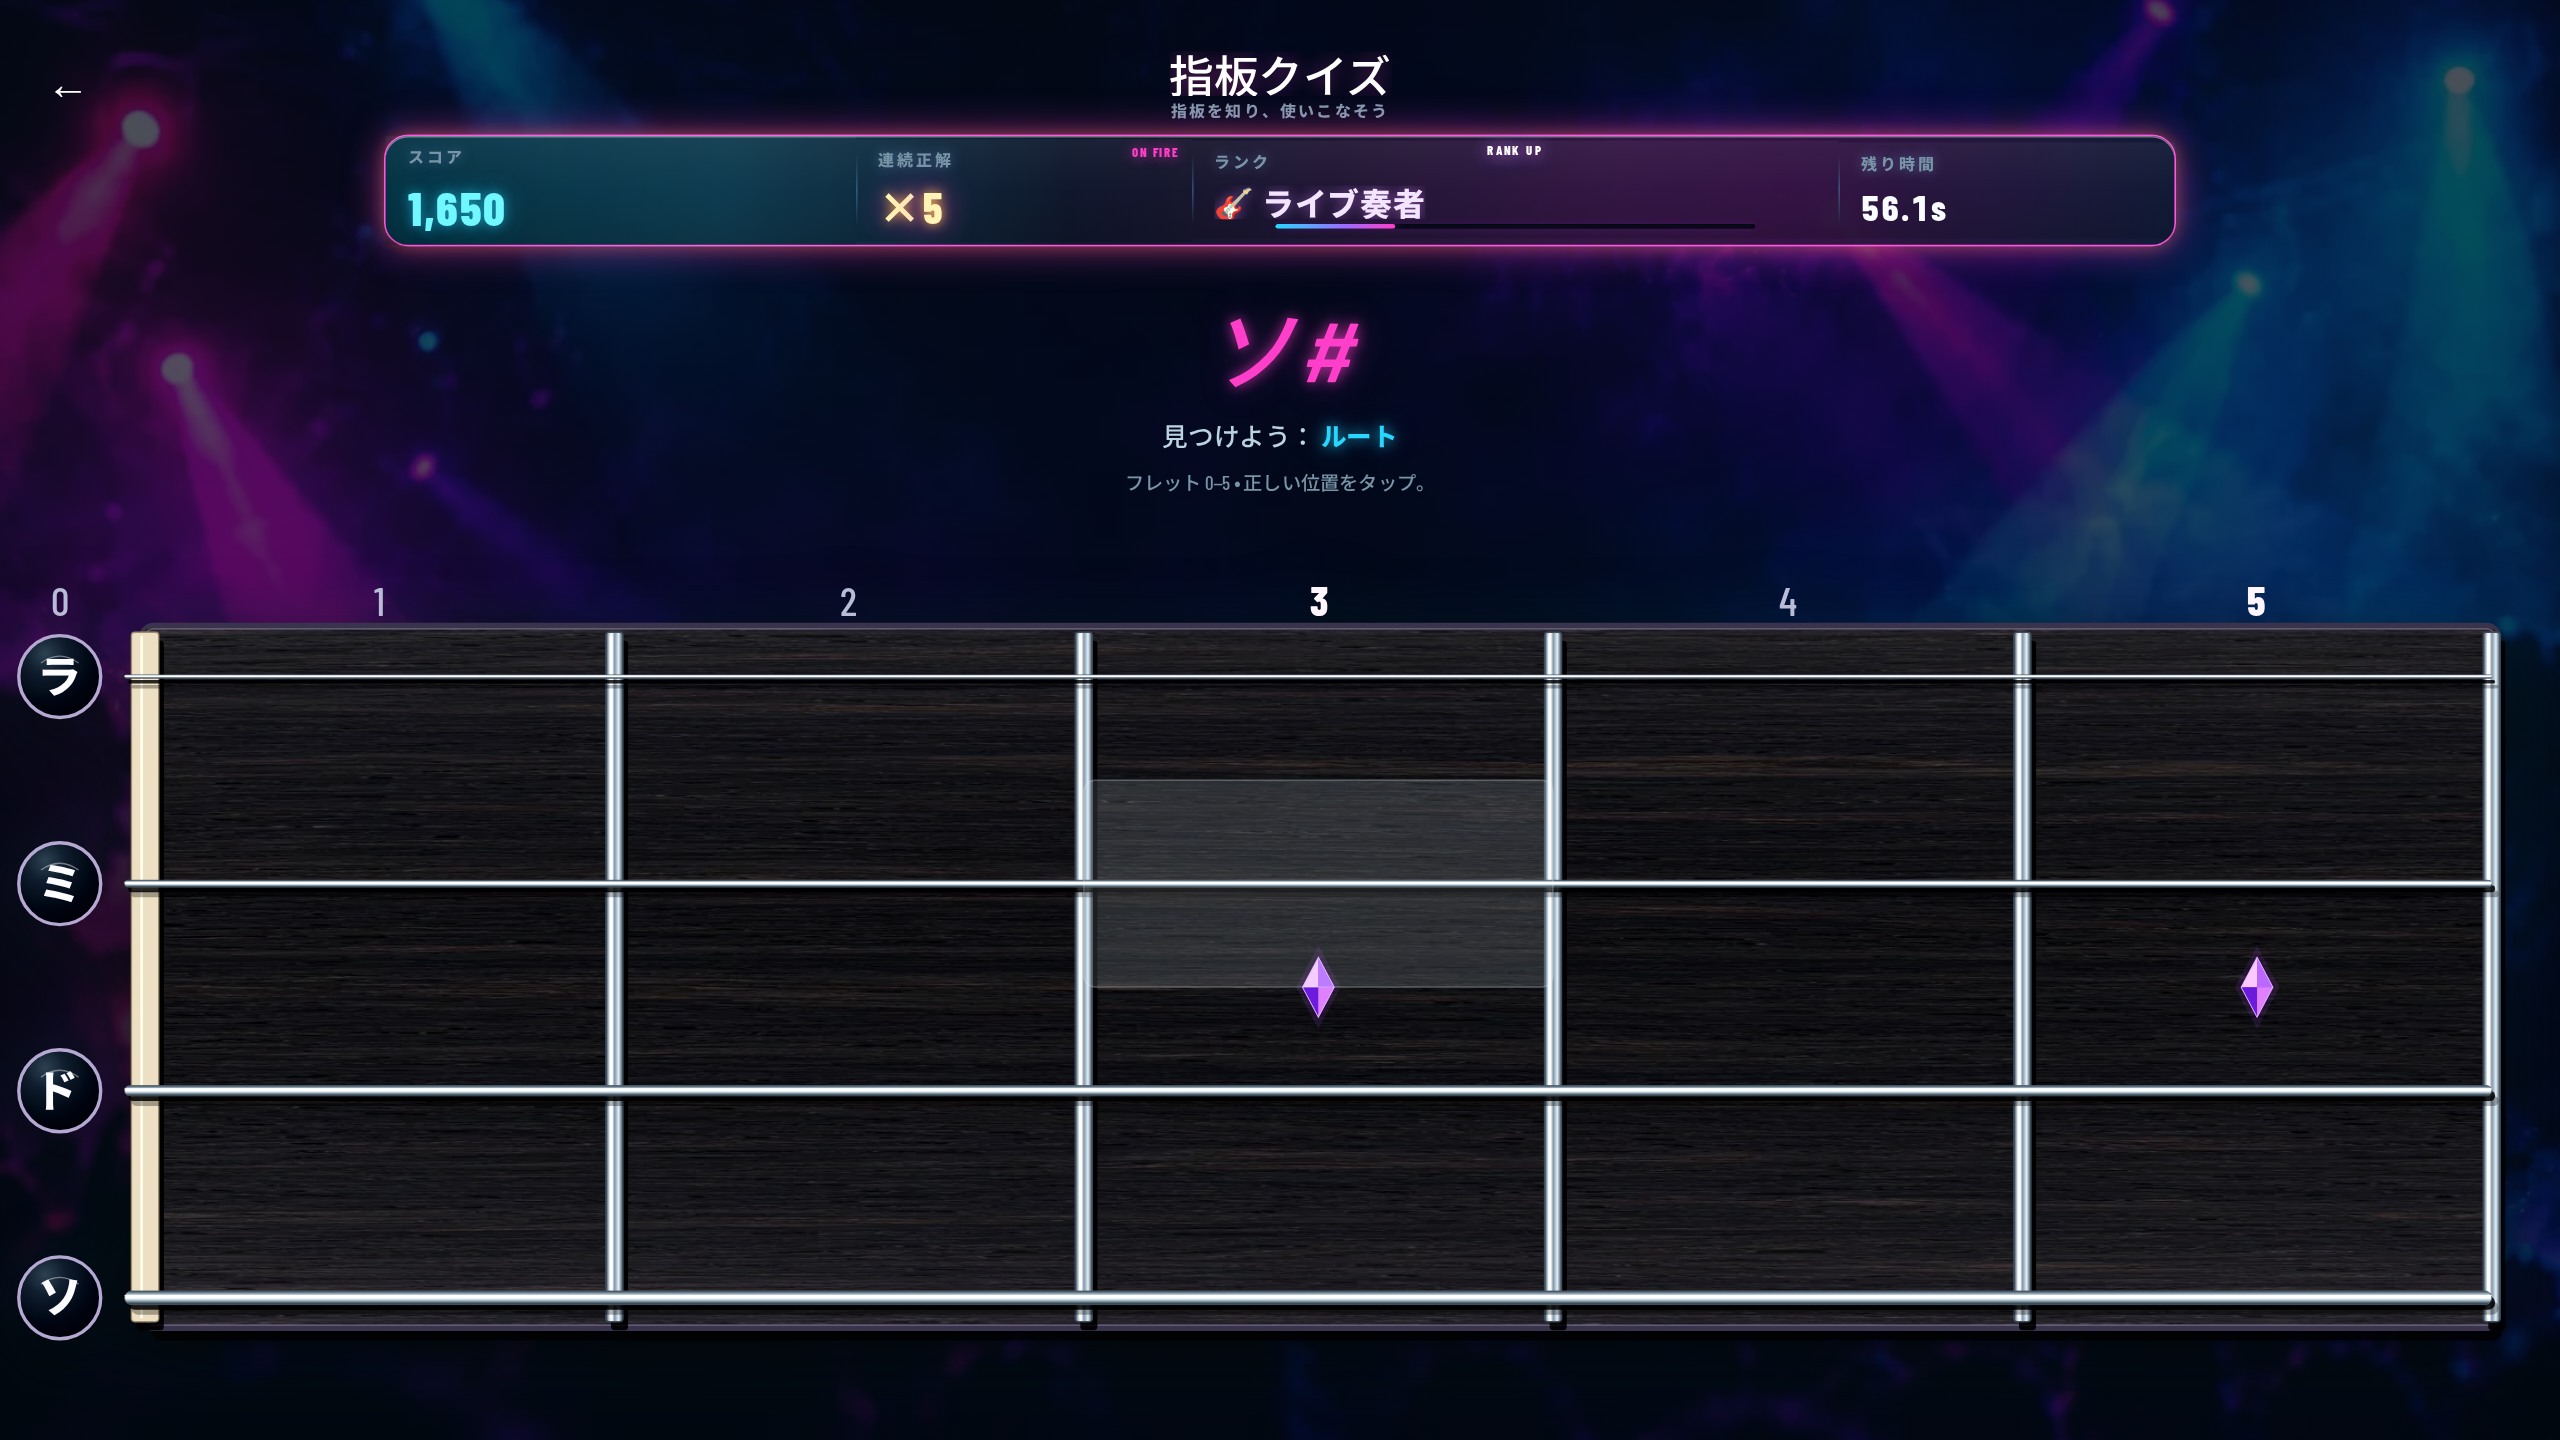 ←
指板クイズ
指板を知り、使いこなそう
スコア
1,650
連続正解
×5
ON FIRE
ランク
RANK UP
ライブ奏者
残り時間
56.1s
ソ#
見つけよう： ルート
フレット 0–5 • 正しい位置をタップ。
0 1 2 3 4 5
ラ
ミ
ド
ソ